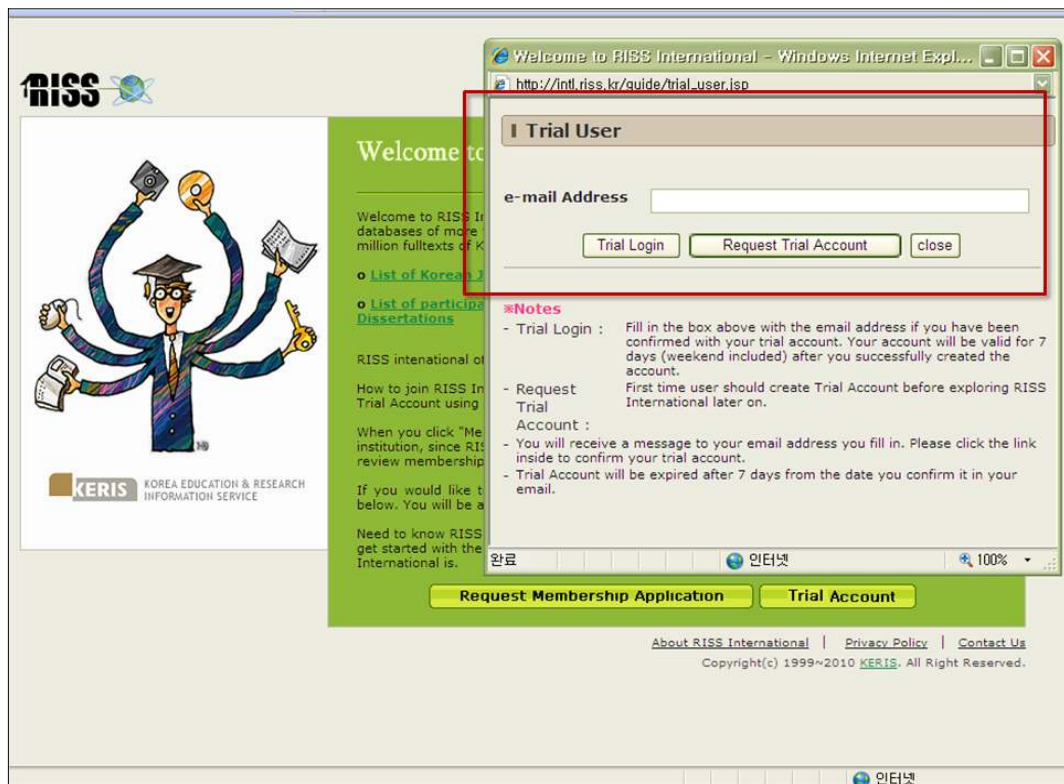 RISS
Welcome to
Welcome to RISS I
databases of more
million fulltexts of K
o List of Korean J
o List of participa
Dissertations
RISS intenational of
How to join RISS In
Trial Account using
When you click "Me
institution, since RIS
review membership
If you would like t
below. You will be a
Need to know RISS
get started with the
International is.
KERIS KOREA EDUCATION & RESEARCH
INFORMATION SERVICE
Request Membership Application Trial Account
About RISS International | Privacy Policy | Contact Us
Copyright(c) 1999~2010 KERIS. All Right Reserved.
Welcome to RISS International - Windows Internet Expl...
http://intl.riss.kr/guide/trial_user.jsp
Trial User
e-mail Address
Trial Login Request Trial Account close
※Notes
- Trial Login : Fill in the box above with the email address if you have been
confirmed with your trial account. Your account will be valid for 7
days (weekend included) after you successfully created the
account.
- Request First time user should create Trial Account before exploring RISS
Trial International later on.
Account :
- You will receive a message to your email address you fill in. Please click the link
inside to confirm your trial account.
- Trial Account will be expired after 7 days from the date you confirm it in your
email.
완료 인터넷 100%
인터넷